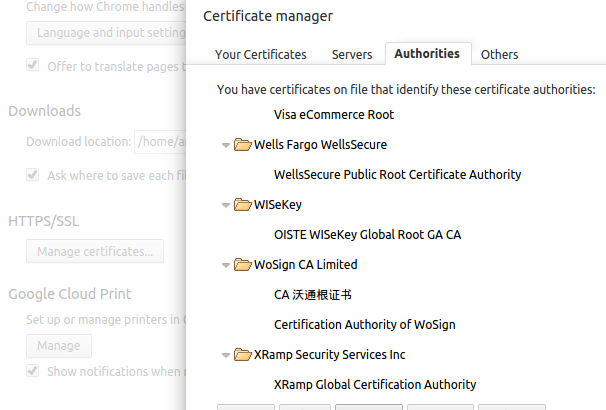 Change how Chrome handles
Language and input setting
Offer to translate pages t
Downloads
Download location: /home/a
Ask where to save each fil
HTTPS/SSL
Manage certificates...
Google Cloud Print
Set up or manage printers in G
Manage
Show notifications when
Certificate manager
Your Certificates Servers Authorities Others
You have certificates on file that identify these certificate authorities:
Visa eCommerce Root
Wells Fargo WellsSecure
WellsSecure Public Root Certificate Authority
WISeKey
OISTE WISeKey Global Root GA CA
WoSign CA Limited
CA 沃通根证书
Certification Authority of WoSign
XRamp Security Services Inc
XRamp Global Certification Authority